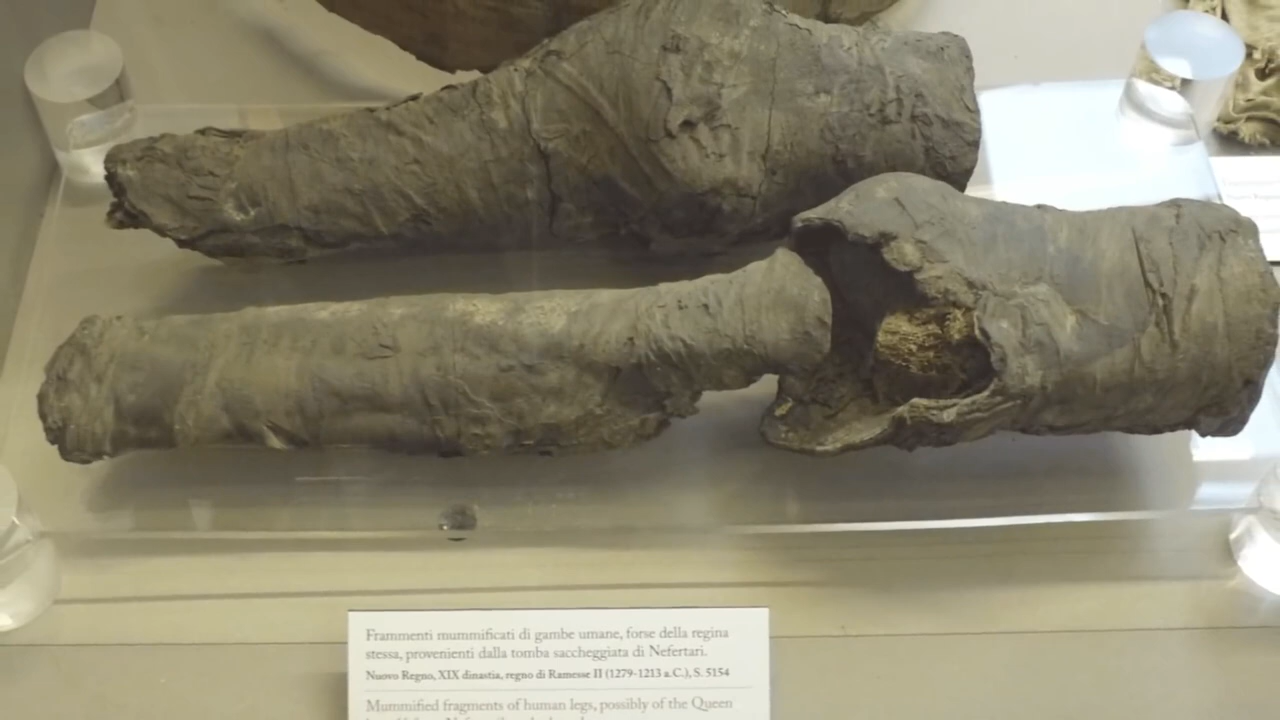 Frammenti mummificati di gambe umane, forse della regina
stessa, provenienti dalla tomba saccheggiata di Nefertari.
Nuovo Regno, XIX dinastia, regno di Ramesse II (1279-1213 a.C.), S. 5154
Mummified fragments of human legs, possibly of the Queen